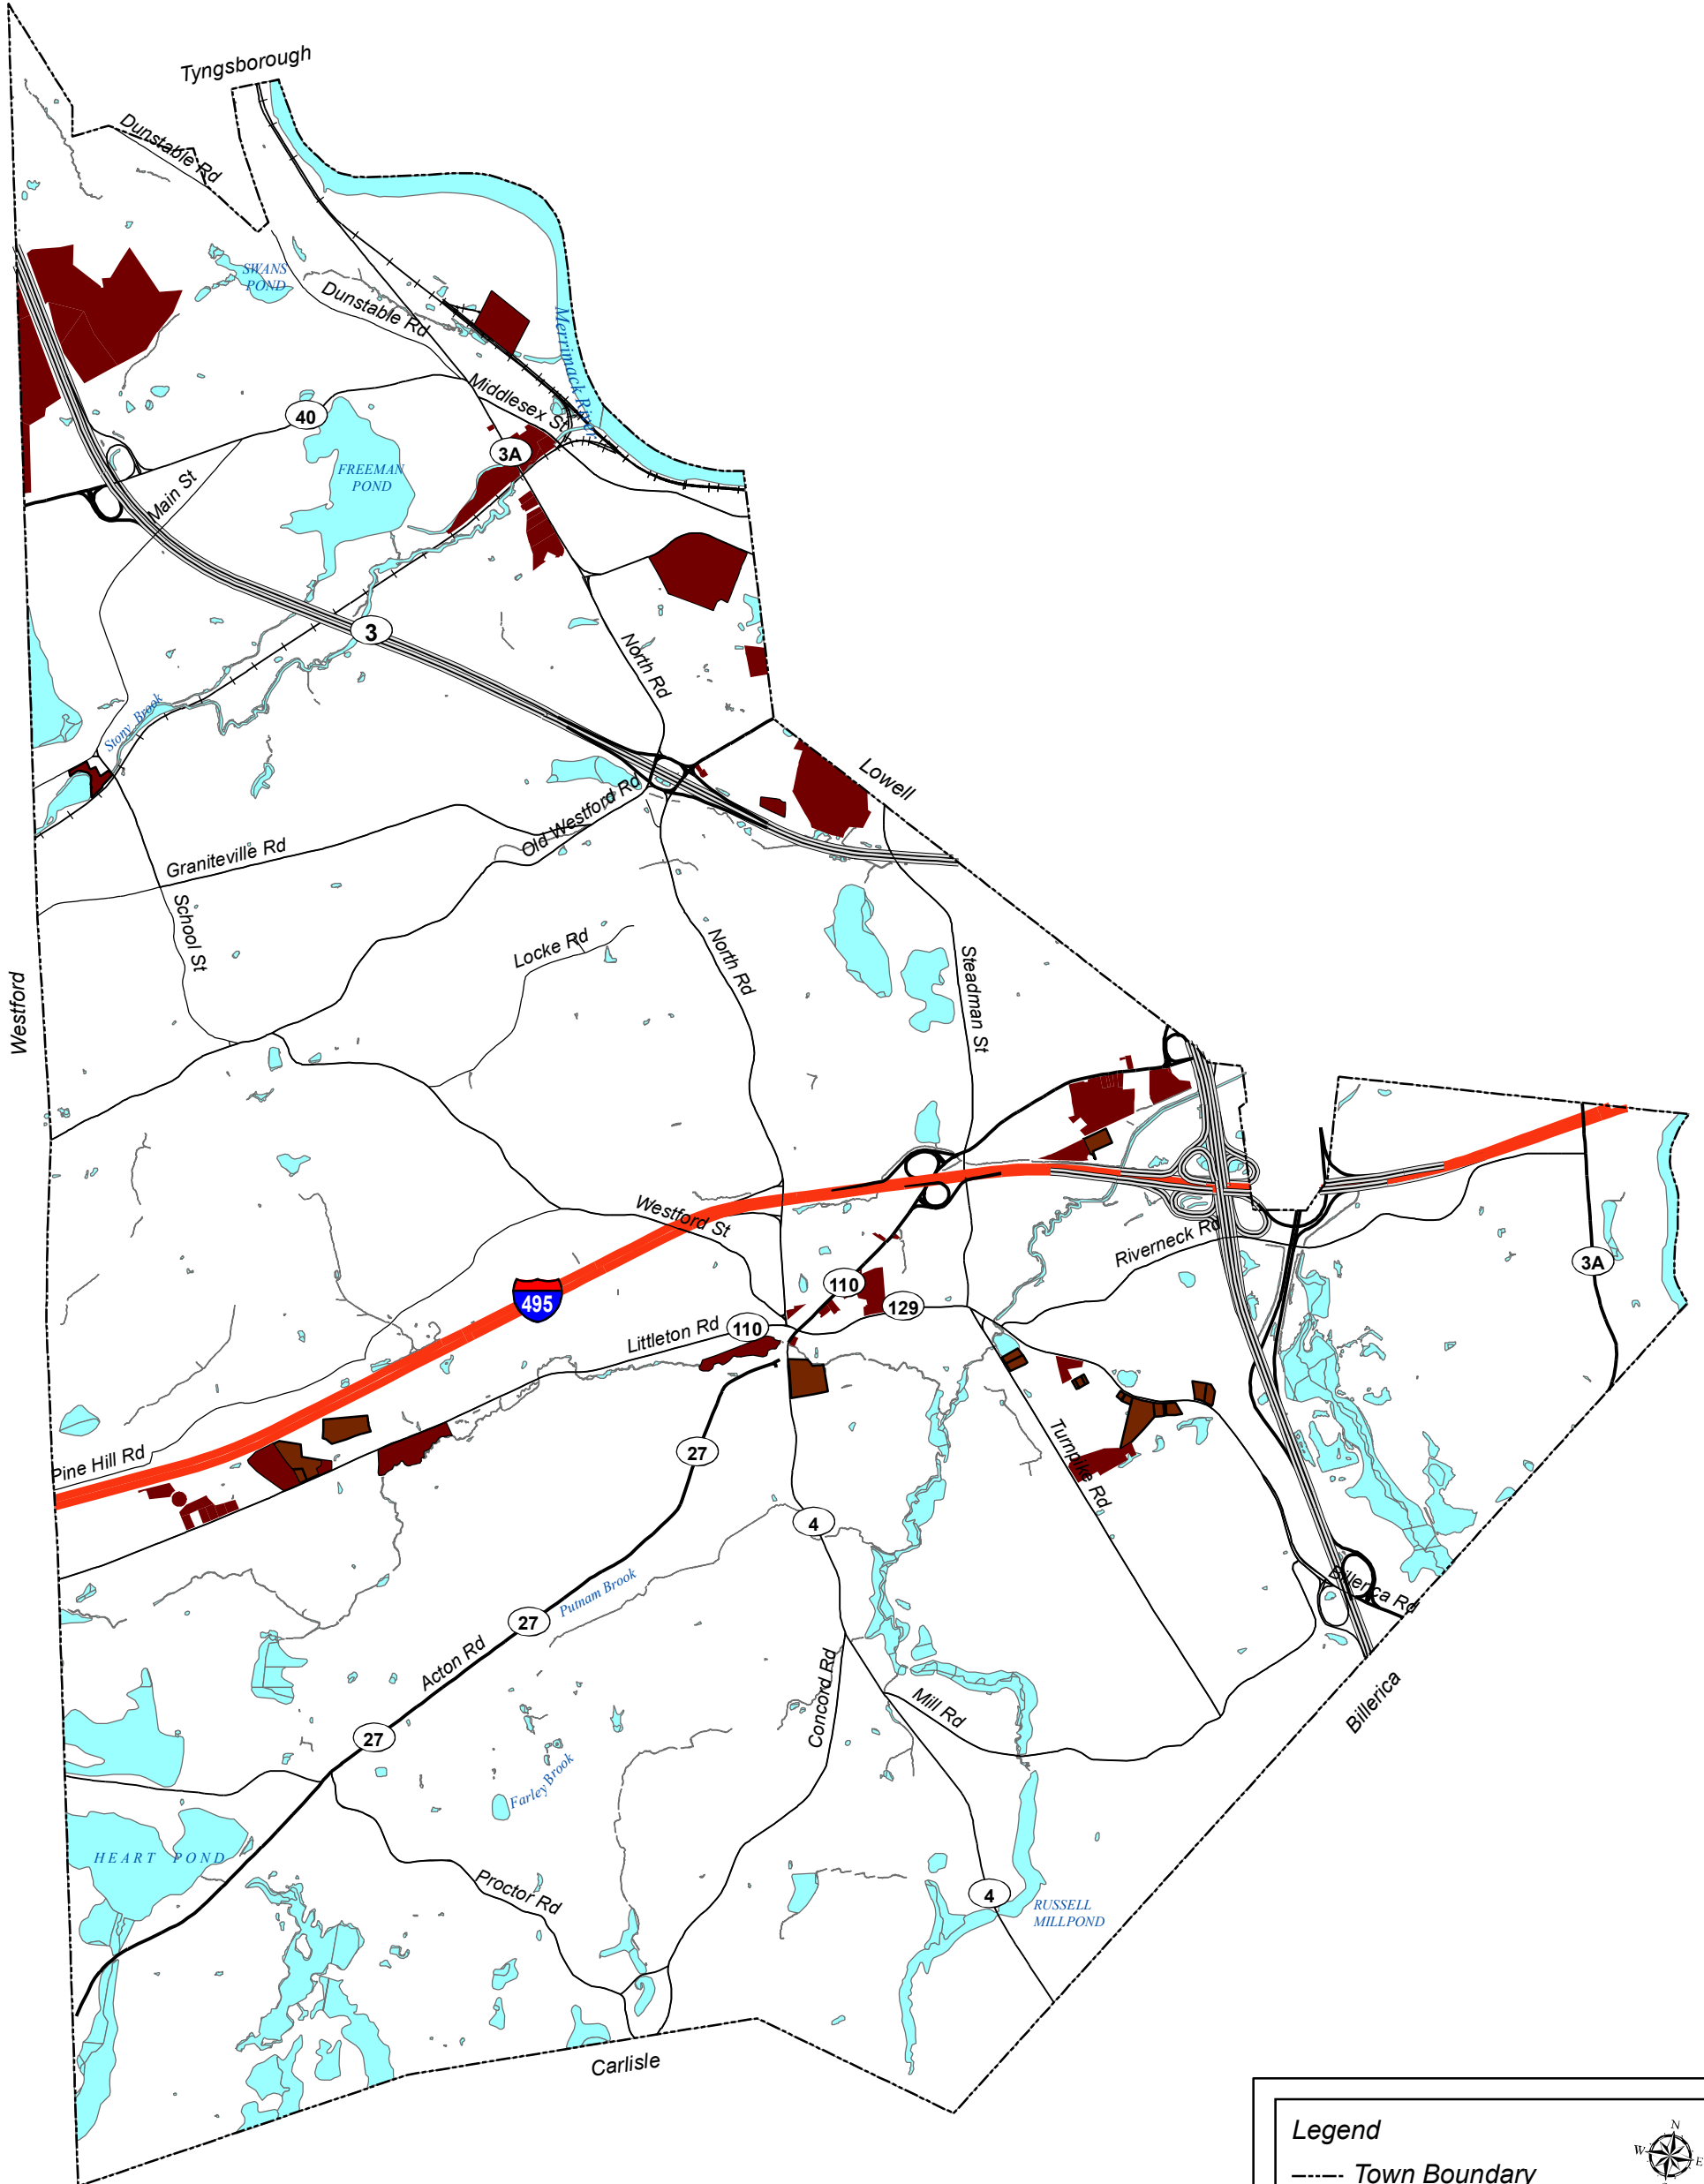 Tyngsborough
Dunstable Rd
SWANS
POND
Dunstable Rd
Merrimack River
Middlesex St
40
3A
FREEMAN
POND
Main St
3
North Rd
Stony Brook
Lowell
Old Westford Rd
Graniteville Rd
School St
Locke Rd
North Rd
Steadman St
Westford
Westford St
Riverneck Rd
3A
495
110
129
Littleton Rd
110
Pine Hill Rd
27
Turnpike Rd
4
Putnam Brook
27
Billerica Rd
Acton Rd
Concord Rd
Mill Rd
Billerica
27
Farley Brook
HEART POND
Proctor Rd
4
RUSSELL
MILLPOND
Carlisle
Legend
N
W
E
Town Boundary